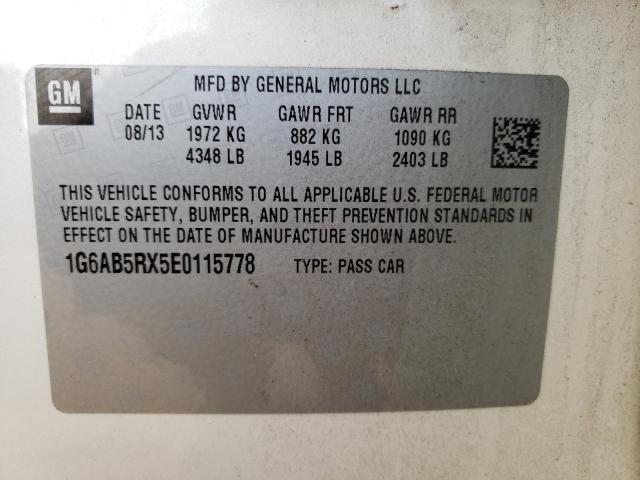 GM
MFD BY GENERAL MOTORS LLC
DATE GVWR GAWR FRT GAWR RR
08/13 1972 KG 882 KG 1090 KG
4348 LB 1945 LB 2403 LB
THIS VEHICLE CONFORMS TO ALL APPLICABLE U.S. FEDERAL MOTOR
VEHICLE SAFETY, BUMPER, AND THEFT PREVENTION STANDARDS IN
EFFECT ON THE DATE OF MANUFACTURE SHOWN ABOVE.
1G6AB5RX5E0115778 TYPE: PASS CAR